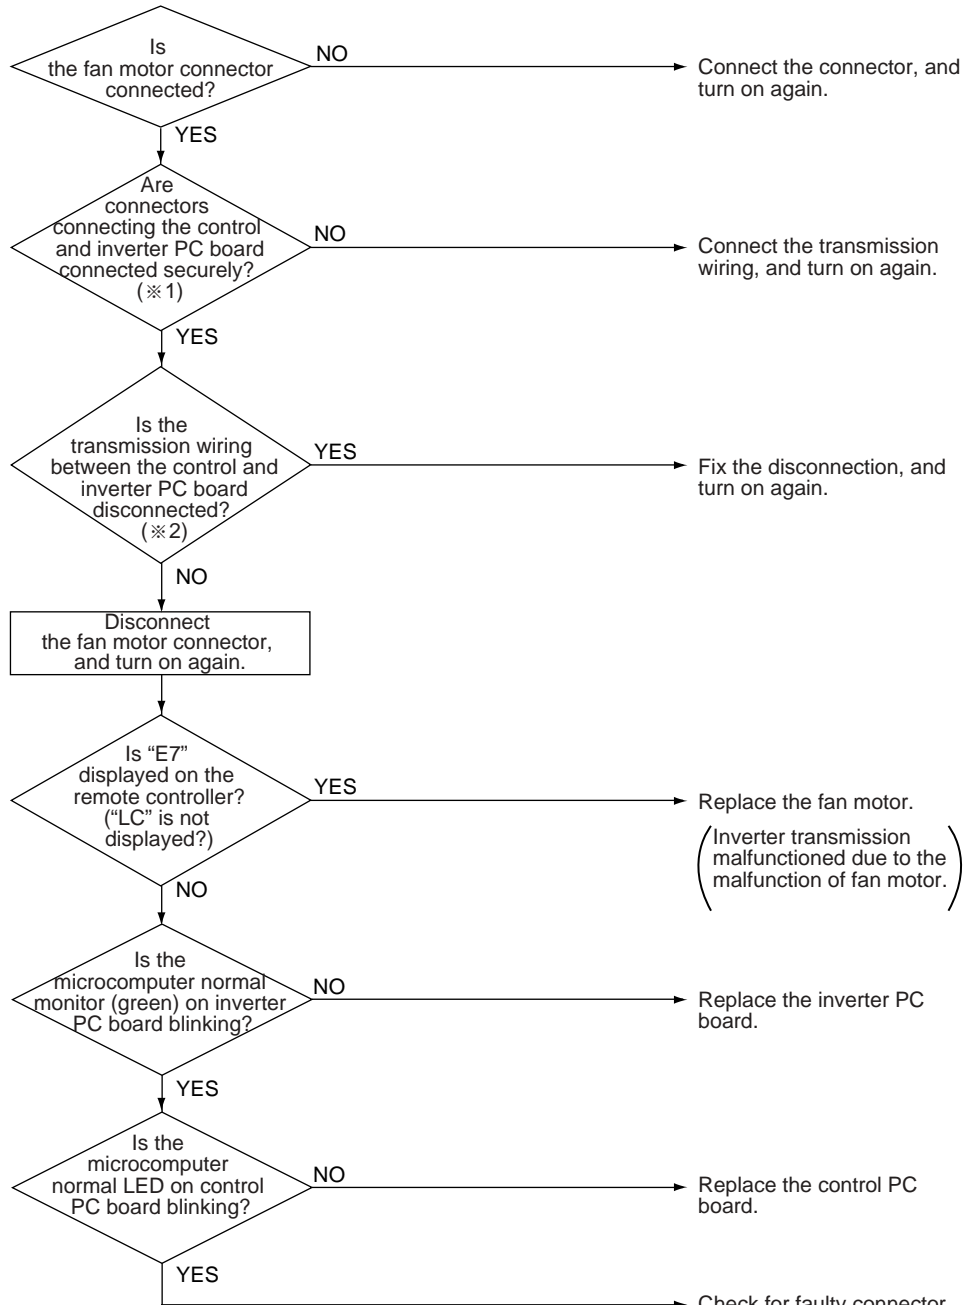 Is
the fan motor connector
connected?
NO
Connect the connector, and
turn on again.
YES
Are
connectors
connecting the control
and inverter PC board
connected securely?
(※1)
NO
Connect the transmission
wiring, and turn on again.
YES
Is the
transmission wiring
between the control and
inverter PC board
disconnected?
(※2)
YES
Fix the disconnection, and
turn on again.
NO
Disconnect
the fan motor connector,
and turn on again.
Is “E7”
displayed on the
remote controller?
(“LC” is not
displayed?)
YES
Replace the fan motor.
(Inverter transmission
malfunctioned due to the
malfunction of fan motor.)
NO
Is the
microcomputer normal
monitor (green) on inverter
PC board blinking?
NO
Replace the inverter PC
board.
YES
Is the
microcomputer
normal LED on control
PC board blinking?
NO
Replace the control PC
board.
YES
Check for faulty connector